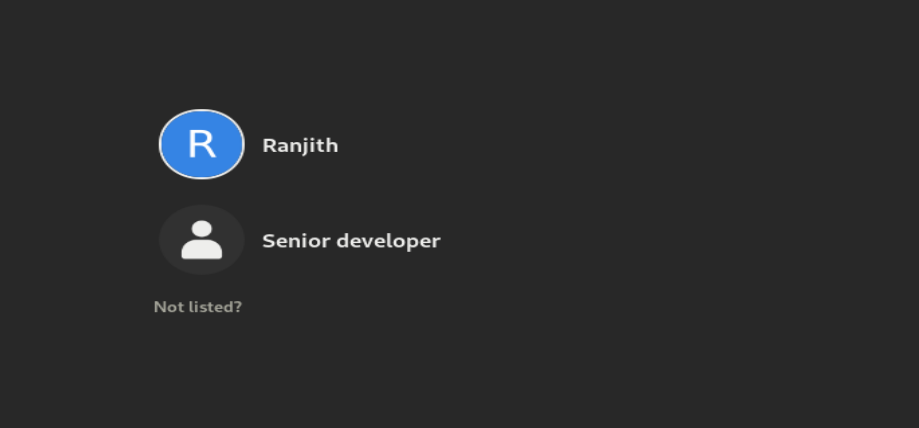 R
Ranjith
Senior developer
Not listed?